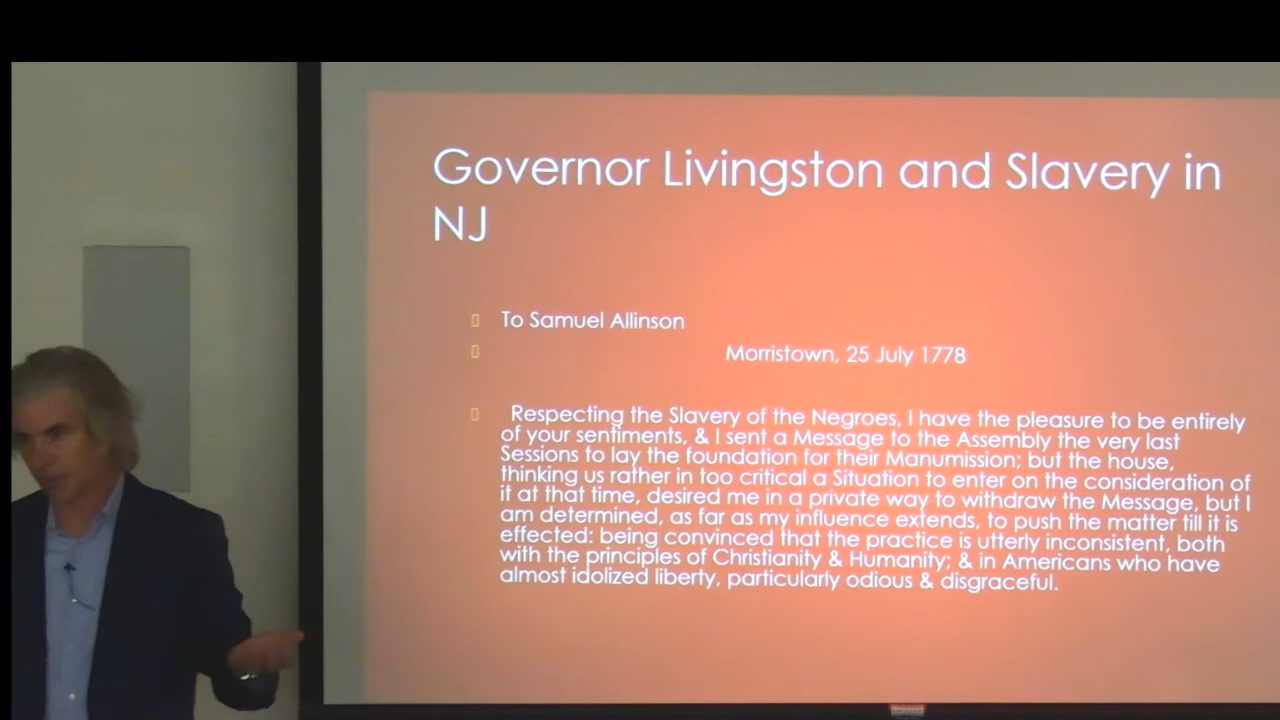 Governor Livingston and Slavery in
NJ
To Samuel Allinson
Morristown, 25 July 1778
Respecting the Slavery of the Negroes, I have the pleasure to be entirely
of your sentiments, & I sent a Message to the Assembly the very last
Sessions to lay the foundation for their Manumission; but the house,
thinking us rather in too critical a Situation to enter on the consideration of
it at that time, desired me in a private way to withdraw the Message, but I
am determined, as far as my influence extends, to push the matter till it is
effected: being convinced that the practice is utterly inconsistent, both
with the principles of Christianity & Humanity; & in Americans who have
almost idolized liberty, particularly odious & disgraceful.